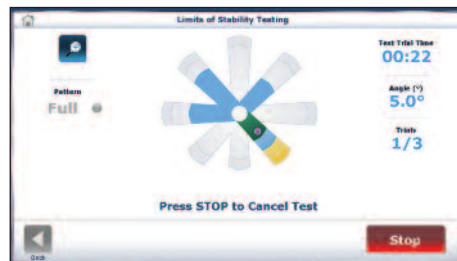 Limits of Stability Testing
Pattern
Full
Test Trial Time
00:22
Angle (°)
5.0°
Trials
1/3
Press STOP to Cancel Test
Back
Stop